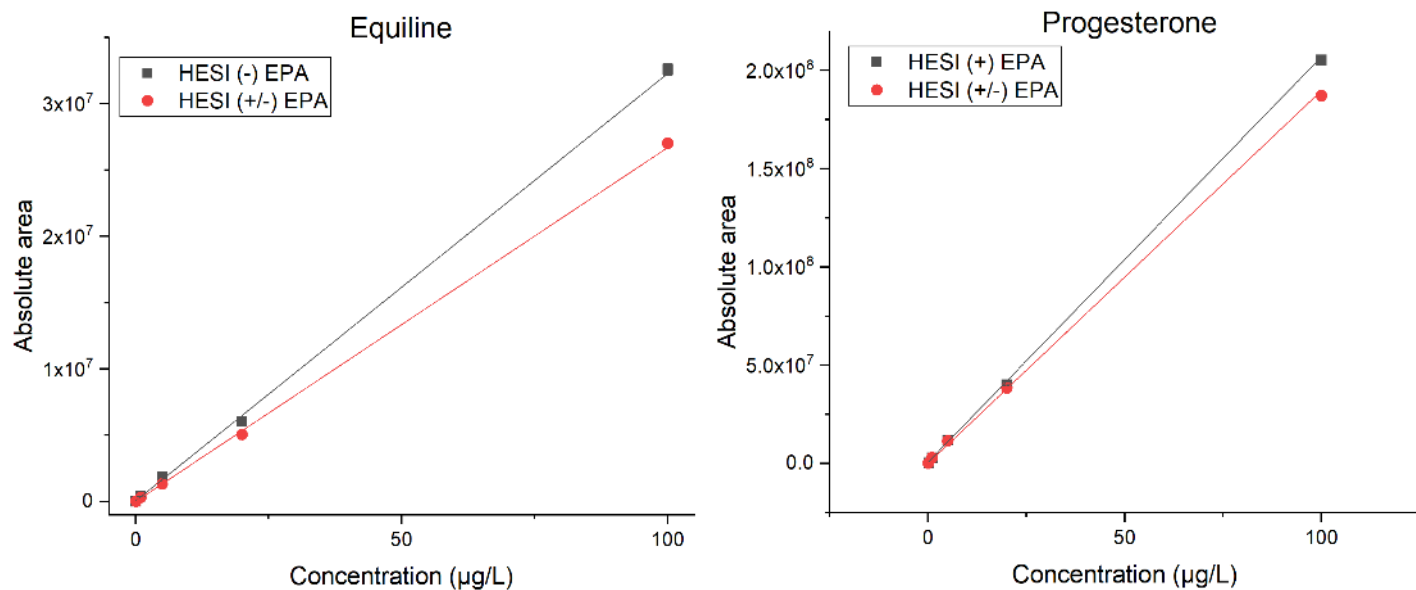 Equiline
HESI (-) EPA
HESI (+/-) EPA
3x10⁷
2x10⁷
1x10⁷
0
Absolute area
0
50
100
Concentration (µg/L)
Progesterone
HESI (+) EPA
HESI (+/-) EPA
2.0x10⁸
1.5x10⁸
1.0x10⁸
5.0x10⁷
0.0
Absolute area
0
50
100
Concentration (µg/L)